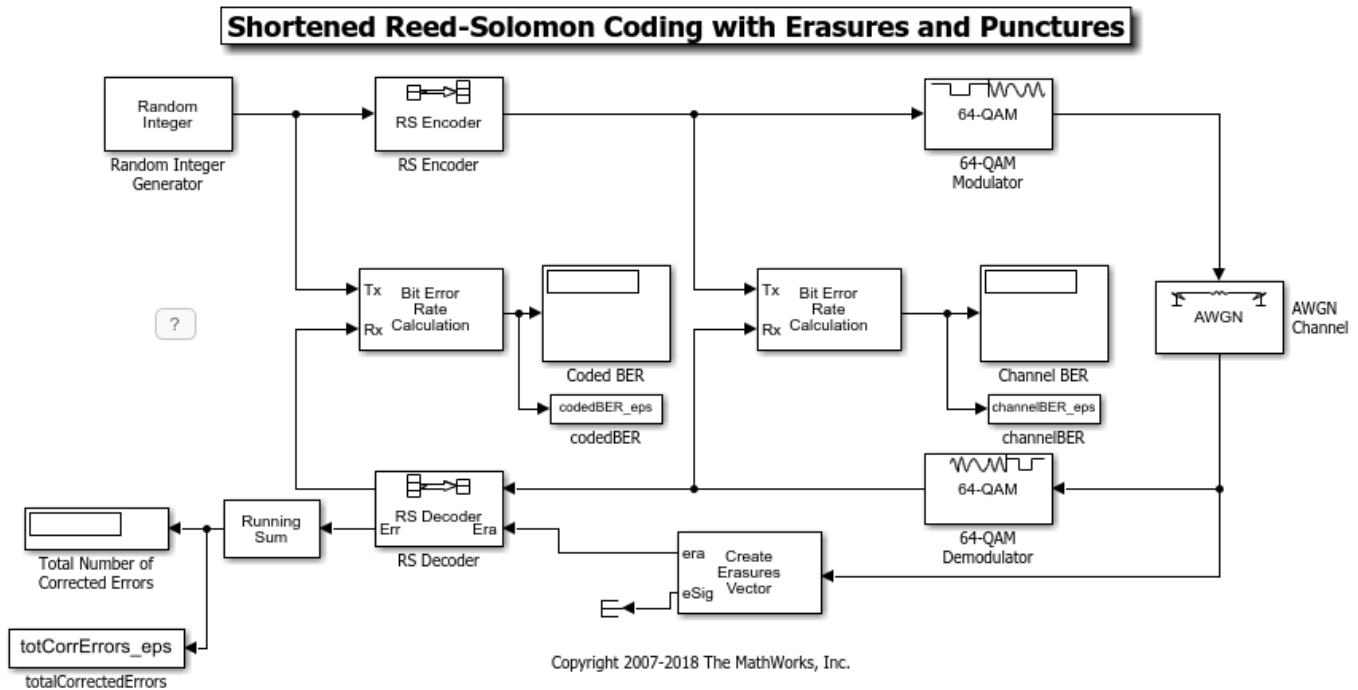 Shortened Reed-Solomon Coding with Erasures and Punctures
Random
Integer
Random Integer
Generator
RS Encoder
RS Encoder
64-QAM
64-QAM
Modulator
Tx
Rx
Bit Error
Rate
Calculation
Coded BER
codedBER_eps
codedBER
Tx
Rx
Bit Error
Rate
Calculation
Channel BER
channelBER_eps
channelBER
AWGN
AWGN
Channel
?
RS Decoder
Err
Era
RS Decoder
64-QAM
64-QAM
Demodulator
Running
Sum
Total Number of
Corrected Errors
era
eSig
Create
Erasures
Vector
totCorrErrors_eps
totalCorrectedErrors
Copyright 2007-2018 The MathWorks, Inc.